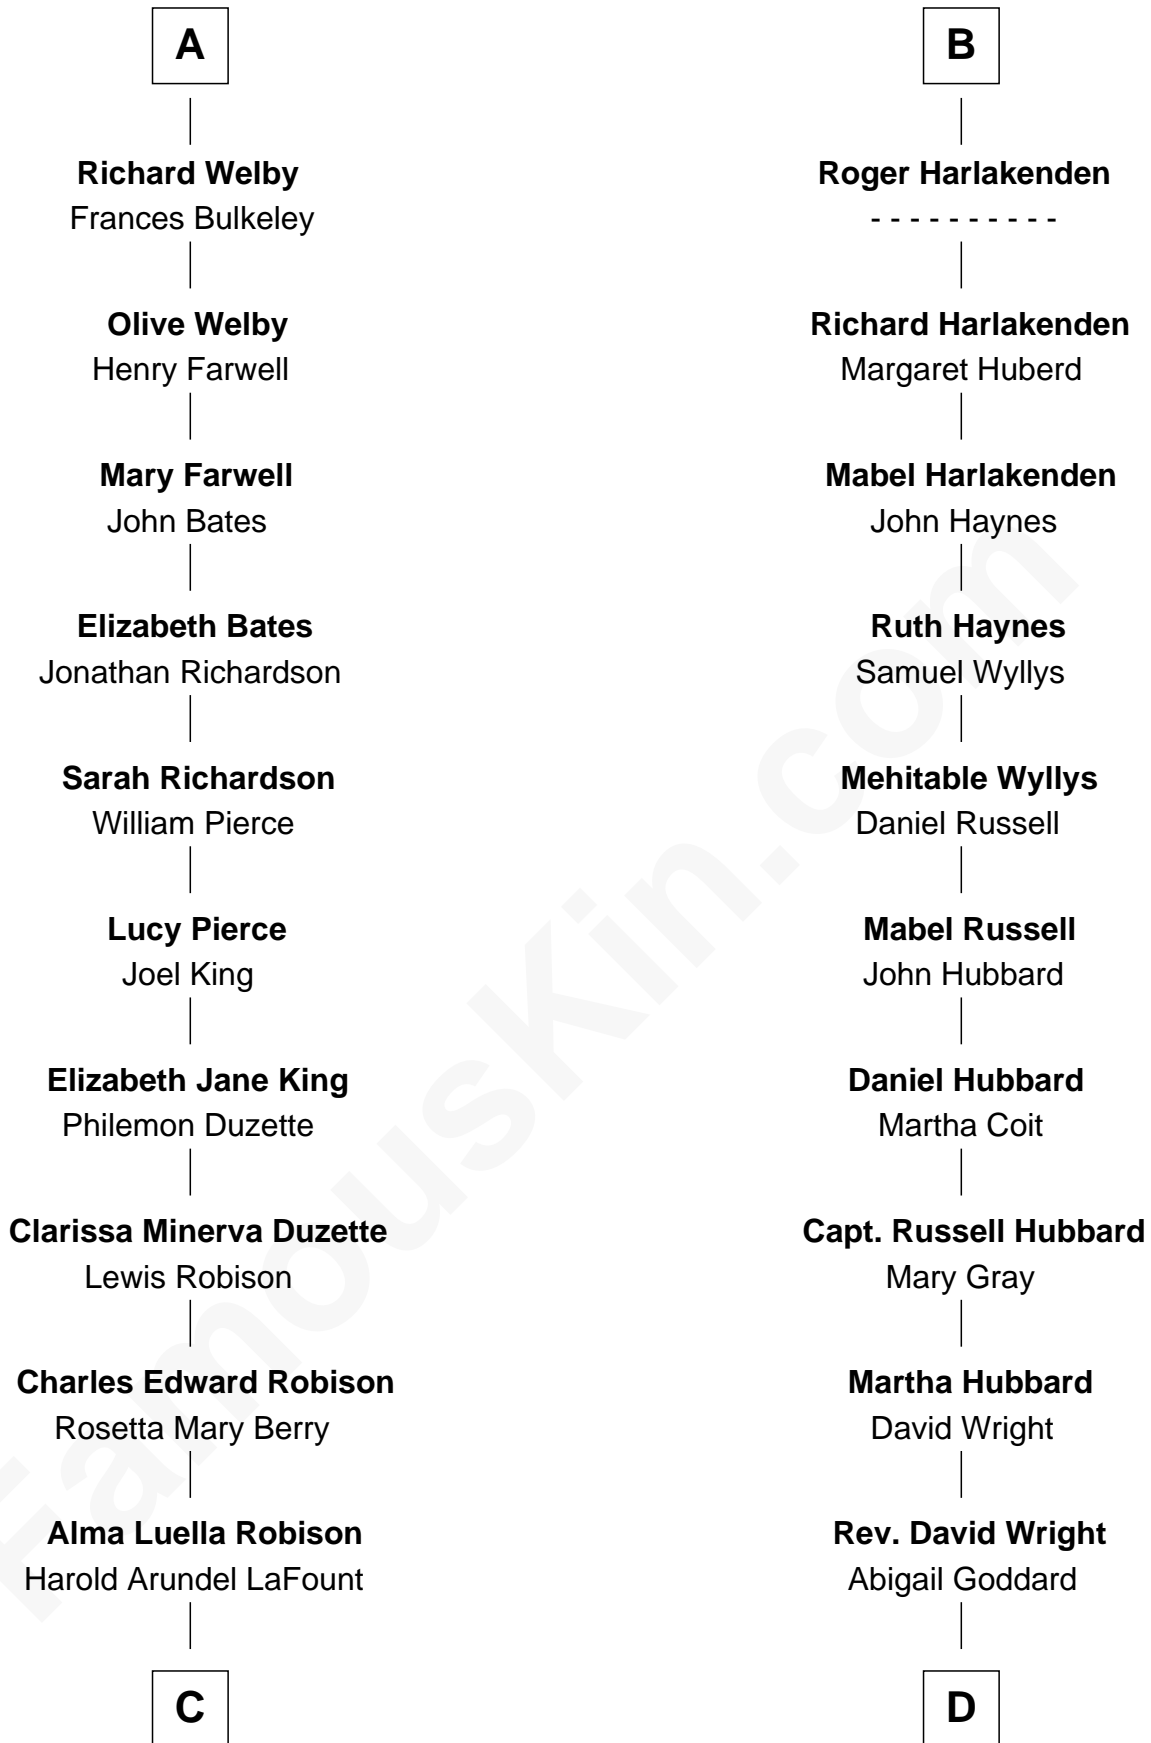 A
Richard Welby
Frances Bulkeley
Olive Welby
Henry Farwell
Mary Farwell
John Bates
Elizabeth Bates
Jonathan Richardson
Sarah Richardson
William Pierce
Lucy Pierce
Joel King
Elizabeth Jane King
Philemon Duzette
Clarissa Minerva Duzette
Lewis Robison
Charles Edward Robison
Rosetta Mary Berry
Alma Luella Robison
Harold Arundel LaFount
C
B
Roger Harlakenden
- - - - - - - - - -
Richard Harlakenden
Margaret Huberd
Mabel Harlakenden
John Haynes
Ruth Haynes
Samuel Wyllys
Mehitable Wyllys
Daniel Russell
Mabel Russell
John Hubbard
Daniel Hubbard
Martha Coit
Capt. Russell Hubbard
Mary Gray
Martha Hubbard
David Wright
Rev. David Wright
Abigail Goddard
D
FamousKin.com